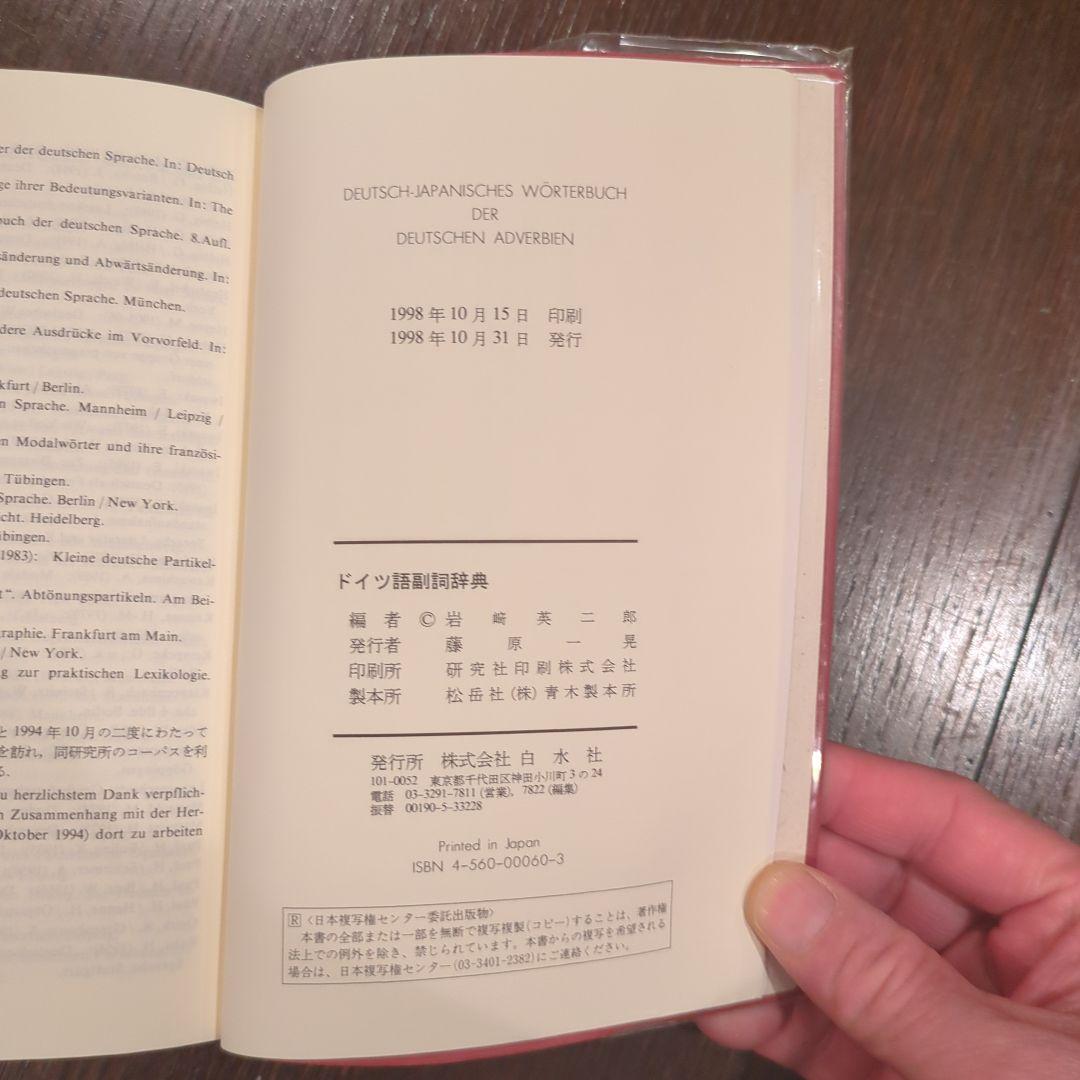 er der deutschen Sprache. In: Deutsch
ge ihrer Bedeutungsvarianten. In: The
buch der deutschen Sprache. 8.Aufl.
sänderung und Abwärtsänderung. In:
deutschen Sprache. München.
dere Ausdrücke im Vorvorfeld. In:
kfurt / Berlin.
n Sprache. Mannheim / Leipzig /
en Modalwörter und ihre französi-
Tübingen.
Sprache. Berlin / New York.
cht. Heidelberg.
übingen.
1983): Kleine deutsche Partikel-
t“. Abtönungspartikeln. Am Bei-
graphie. Frankfurt am Main.
/ New York.
g zur praktischen Lexikologie.
と 1994 年 10 月の二度にわたって
を訪れ，同研究所のコーパスを利
る.
zu herzlichstem Dank verpflich-
n Zusammenhang mit der Her-
Oktober 1994) dort zu arbeiten
DEUTSCH-JAPANISCHES WÖRTERBUCH
DER
DEUTSCHEN ADVERBIEN
1998 年 10 月 15 日 印刷
1998 年 10 月 31 日 発行
ドイツ語副詞辞典
編 者 © 岩 﨑 英 二 郎
発行者 藤 原 一 晃
印刷所 研究社印刷株式会社
製本所 松岳社 (株) 青木製本所
発行所 株式会社 白 水 社
101-0052 東京都千代田区神田小川町 3 の 24
電話 03-3291-7811 (営業), 7822 (編集)
振替 00190-5-33228
Printed in Japan
ISBN 4-560-00060-3
R 〈日本複写権センター委託出版物〉
本書の全部または一部を無断で複写複製(コピー)することは、著作権
法上での例外を除き、禁じられています。本書からの複写を希望される
場合は、日本複写権センター(03-3401-2382)にご連絡ください。